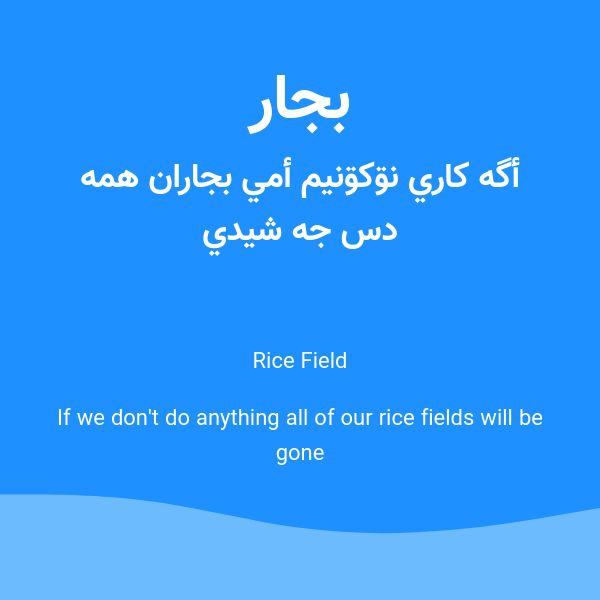 بجار
أگه کاري نۊکۊنيم أمي بجاران همه
دس جه شيدي
Rice Field
If we don't do anything all of our rice fields will be
gone